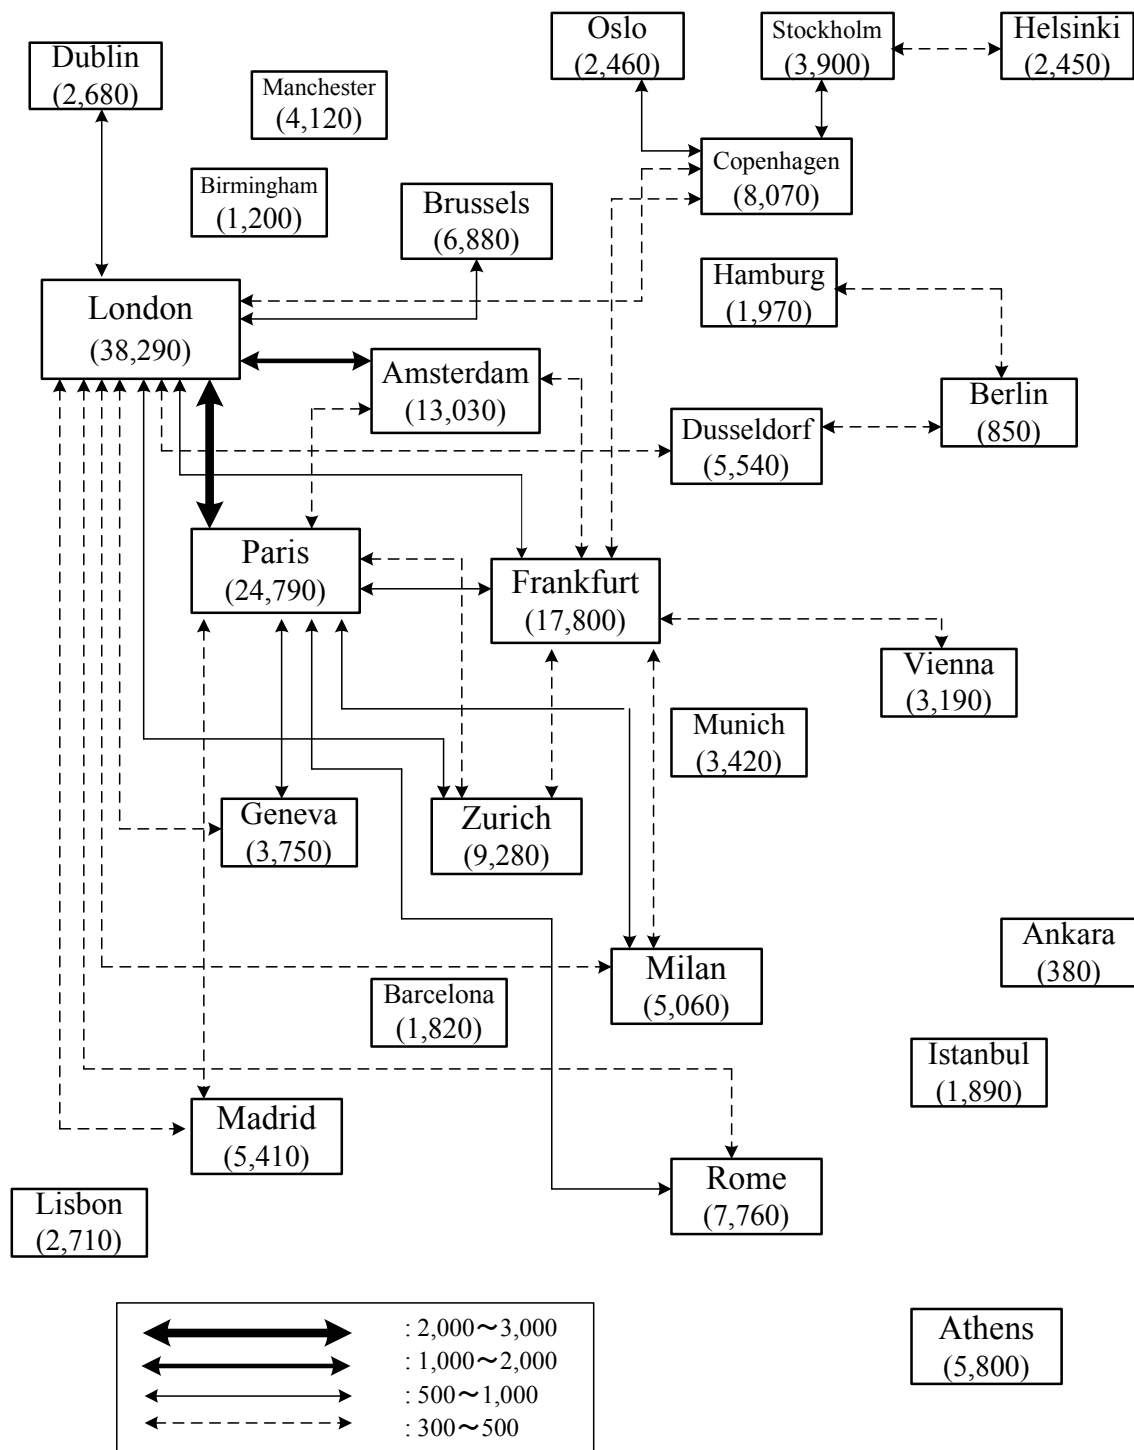 Oslo
(2,460)
Stockholm
(3,900)
Helsinki
(2,450)
Dublin
(2,680)
Manchester
(4,120)
Copenhagen
(8,070)
Birmingham
(1,200)
Brussels
(6,880)
Hamburg
(1,970)
London
(38,290)
Amsterdam
(13,030)
Berlin
(850)
Dusseldorf
(5,540)
Paris
(24,790)
Frankfurt
(17,800)
Vienna
(3,190)
Munich
(3,420)
Geneva
(3,750)
Zurich
(9,280)
Ankara
(380)
Milan
(5,060)
Barcelona
(1,820)
Istanbul
(1,890)
Madrid
(5,410)
Rome
(7,760)
Lisbon
(2,710)
Athens
(5,800)
: 2,000～3,000
: 1,000～2,000
: 500～1,000
: 300～500